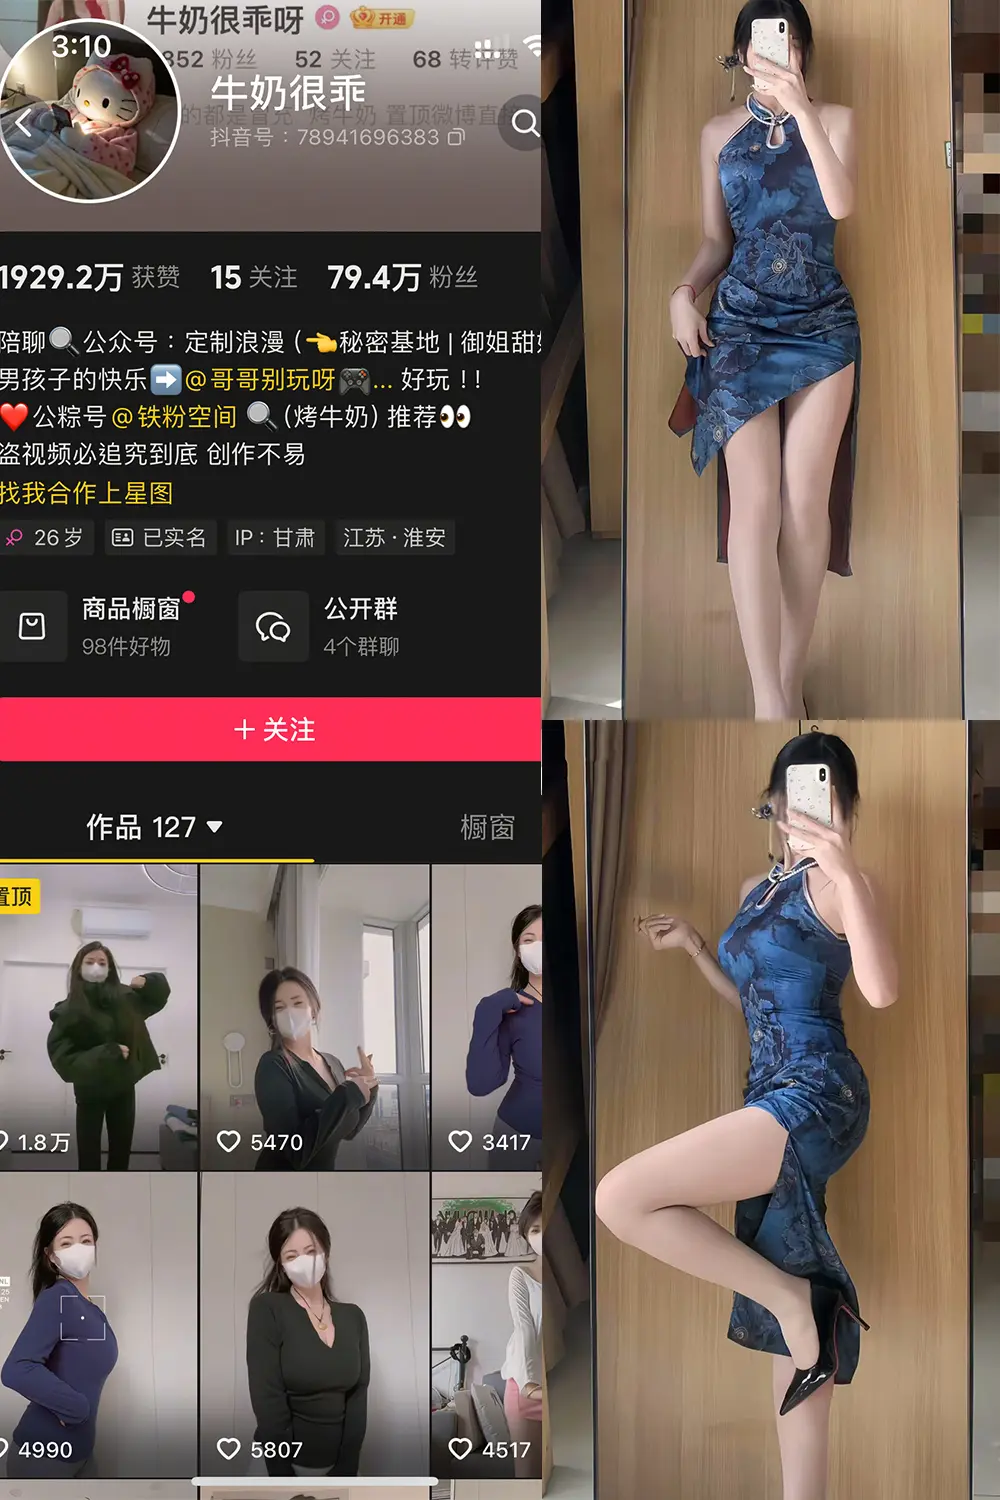 牛奶很乖呀
开通
3:10
852 粉丝 52 关注 68 转评赞
牛奶很乖
的都是首充 烤牛奶 置顶微博直
抖音号：78941696383
1929.2万 获赞 15 关注 79.4万 粉丝
陪聊🔍公众号：定制浪漫 (👈秘密基地 | 御姐甜
男孩子的快乐➡️@哥哥别玩呀🎮... 好玩 ! !
❤️公粽号@铁粉空间 🔍(烤牛奶) 推荐👀
盗视频必追究到底 创作不易
找我合作上星图
26岁 已实名 IP：甘肃 江苏·淮安
商品橱窗 公开群
98件好物 4个群聊
+ 关注
作品 127 橱窗
置顶
1.8万 5470 3417
4990 5807 4517